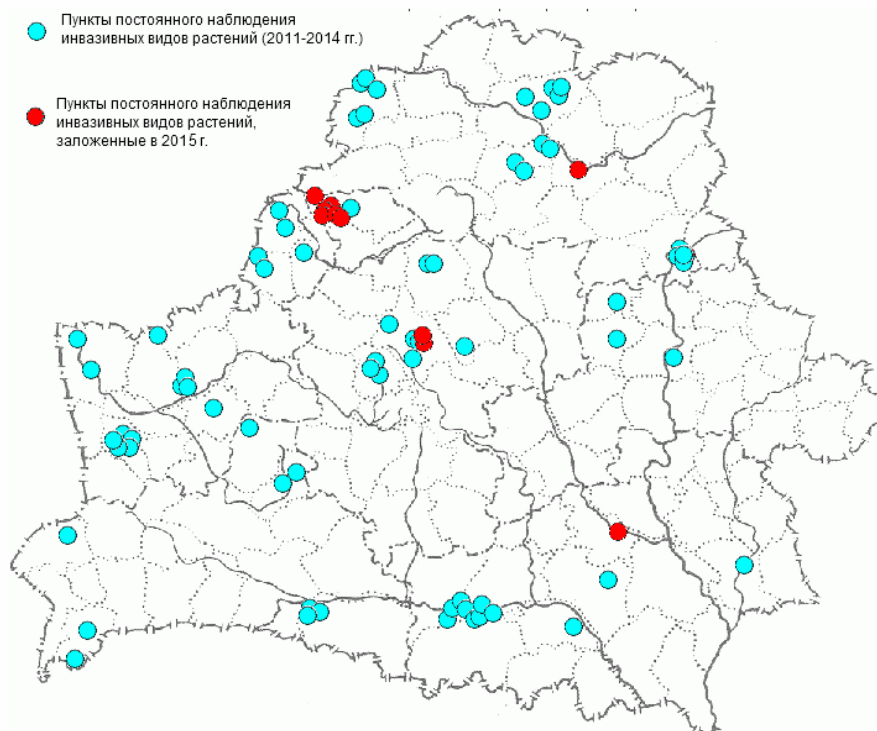 Пункты постоянного наблюдения
инвазивных видов растений (2011-2014 гг.)
Пункты постоянного наблюдения
инвазивных видов растений,
заложенные в 2015 г.